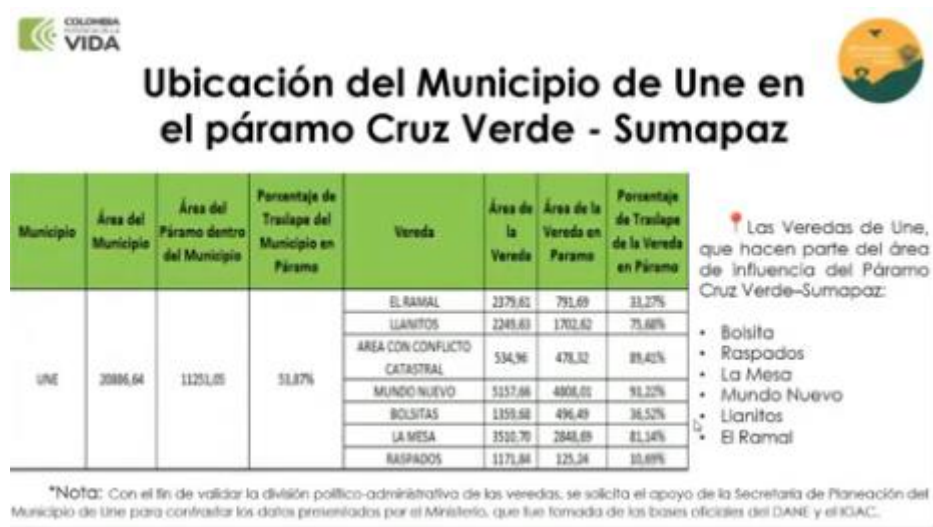 COLOMBIA
VIDA
Ubicación del Municipio de Une en
el páramo Cruz Verde - Sumapaz
Municipio
Área del
Municipio
Área del
Páramo dentro
del Municipio
Porcentaje de
Traslape del
Municipio en
Páramo
Vereda
Área de
la
Vereda
Área de la
Vereda en
Paramo
Porcentaje
de Traslape
de la Vereda
en Páramo
UNE 20886,64 11251,05 53,87%
EL RAMAL 2379,61 791,69 33,27%
LLANITOS 2249,63 1702,62 75,68%
AREA CON CONFLICTO
CATASTRAL 534,96 478,32 89,41%
MUNDO NUEVO 5157,66 4808,01 93,22%
BOLSITAS 1359,68 496,49 36,52%
LA MESA 3510,70 2848,69 81,14%
RASPADOS 1171,84 125,24 10,69%
Las Veredas de Une,
que hacen parte del área
de influencia del Páramo
Cruz Verde–Sumapaz:
• Bolsita
• Raspados
• La Mesa
• Mundo Nuevo
• Llanitos
• El Ramal
*Nota: Con el fin de validar la división político-administrativa de las veredas, se solicita el apoyo de la Secretaria de Planeación del
Municipio de Une para contrastar los datos presentados por el Ministerio, que fue tomada de las bases oficiales del DANE y el IGAC.